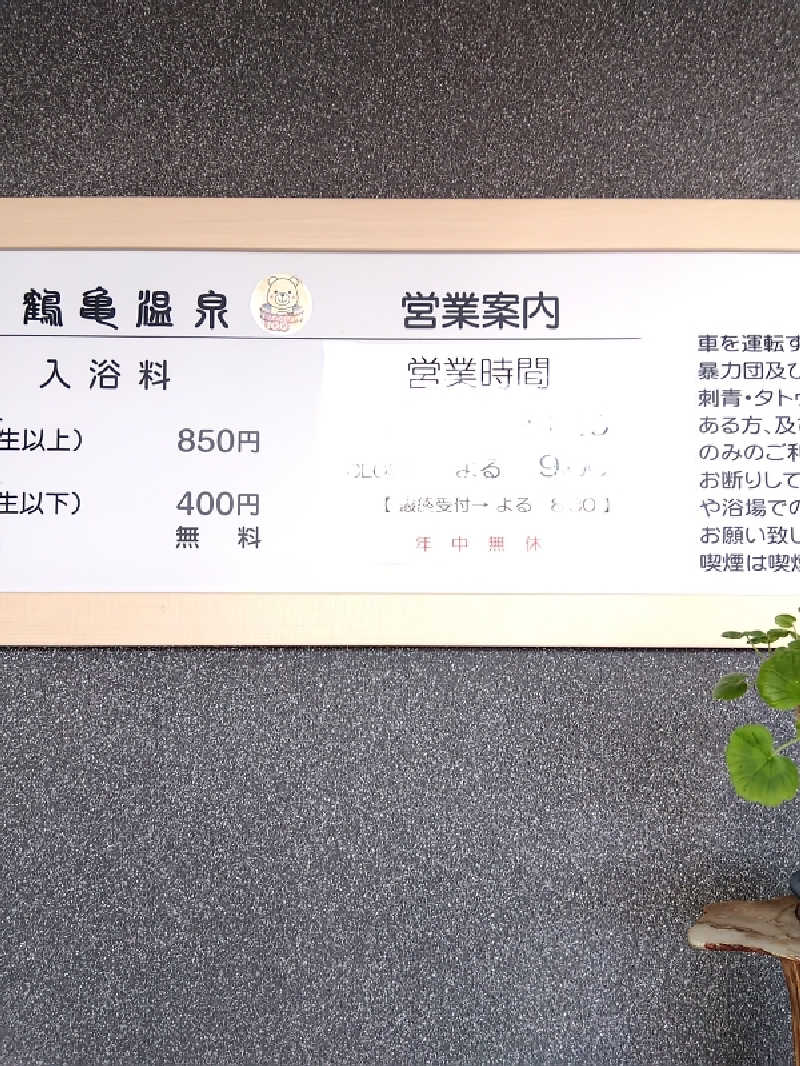 鶴亀温泉
入浴料
生以上） 850円
生以下） 400円
無料
営業案内
営業時間
よる
受付→ よる
年中無休
車を運転す
暴力団及び
刺青・タトゥ
ある方、及び
のみのご利
お断りして
や浴場での
お願い致し
喫煙は喫煙